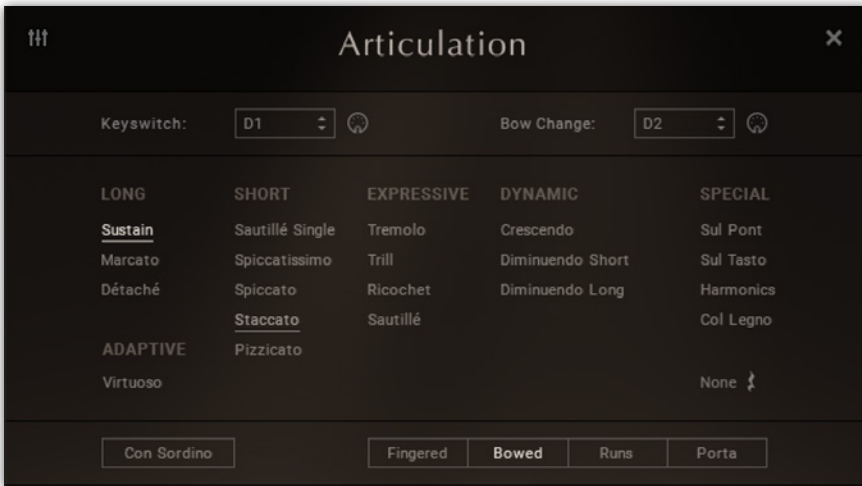 Articulation
Keyswitch: D1 Bow Change: D2
LONG SHORT EXPRESSIVE DYNAMIC SPECIAL
Sustain Sautillé Single Tremolo Crescendo Sul Pont
Marcato Spiccatissimo Trill Diminuendo Short Sul Tasto
Détaché Spiccato Ricochet Diminuendo Long Harmonics
Staccato Sautillé Col Legno
ADAPTIVE Pizzicato
Virtuoso None
Con Sordino Fingered Bowed Runs Porta